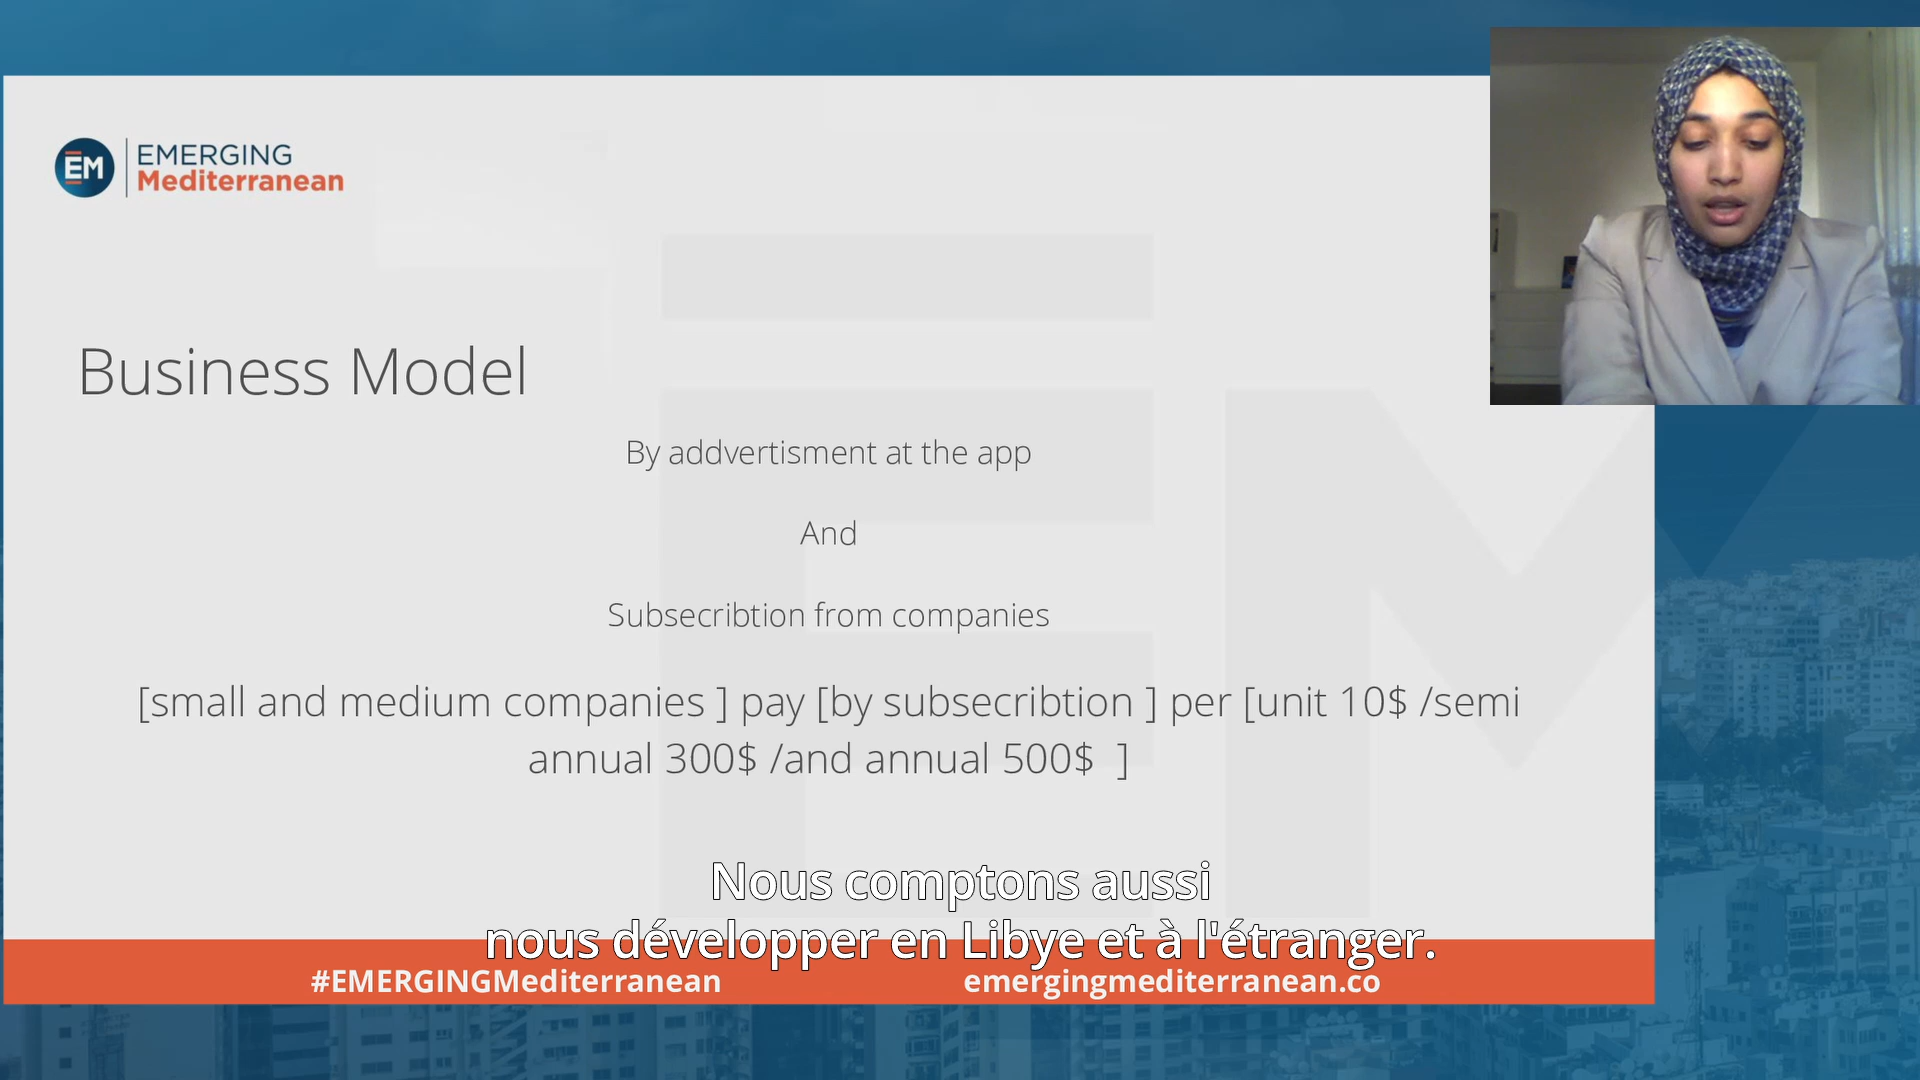 EM
EMERGING
Mediterranean
Business Model
By addvertisment at the app
And
Subsecribtion from companies
[small and medium companies ] pay [by subsecribtion ] per [unit 10$ /semi
annual 300$ /and annual 500$ ]
Nous comptons aussi
nous développer en Libye et à l'étranger.
#EMERGINGMediterranean
emergingmediterranean.co